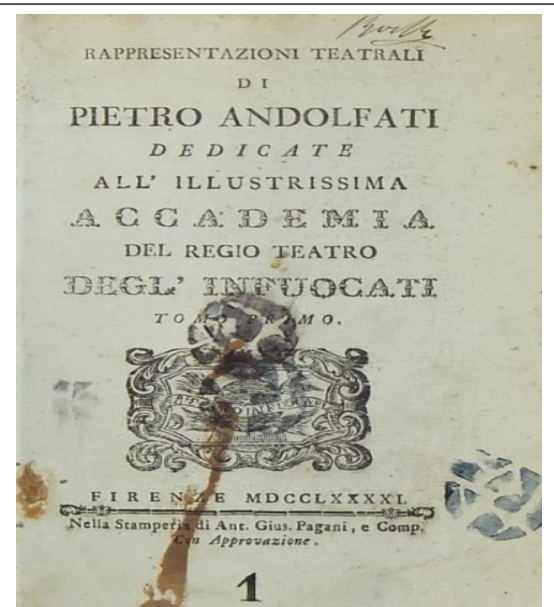 RAPPRESENTAZIONI TEATRALI
DI
PIETRO ANDOLFATI
DEDICATE
ALL' ILLUSTRISSIMA
ACCADEMIA
DEL REGIO TEATRO
DEGL' INFUOCATI
TOMO PRIMO.
FIRENZE MDCCLXXXXI.
Nella Stamperia di Ant. Gius. Pagani, e Comp.
Con Approvazione.
1